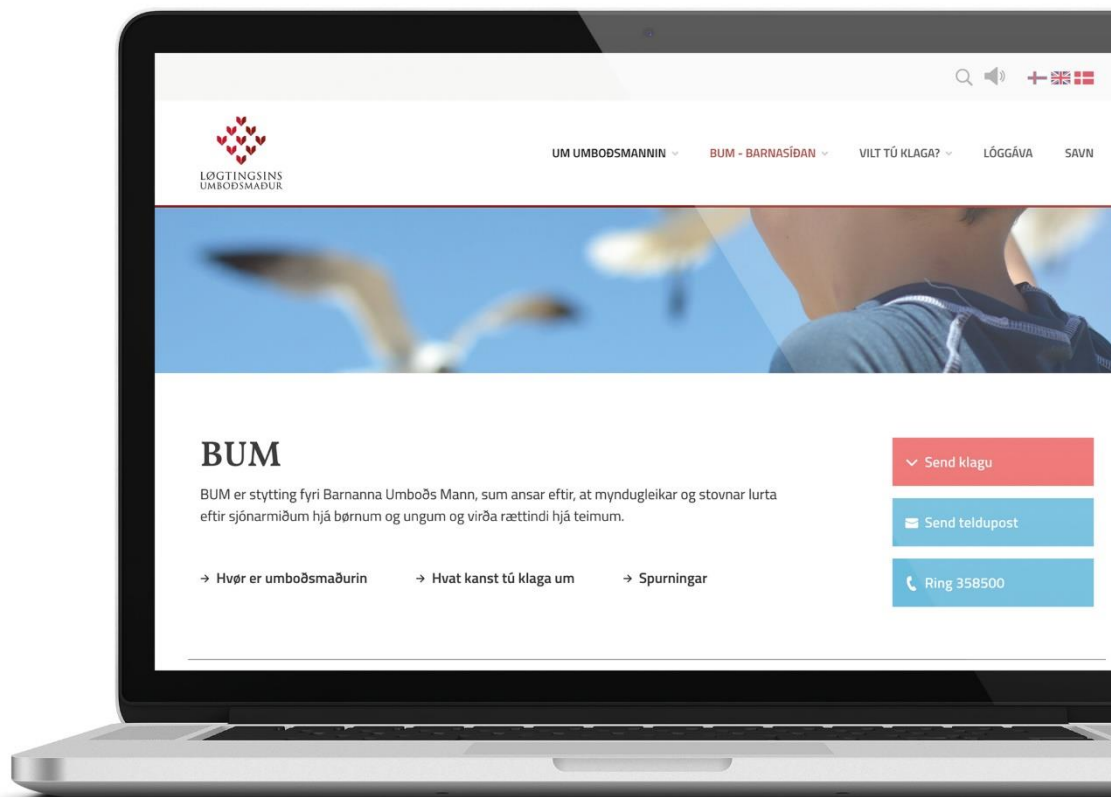 LØGTINGSINS
UMBOÐSMAÐUR
UM UMBOÐSMANNIN
BUM - BARNASÍÐAN
VILT TÚ KLAGA?
LÓGGÁVA
SAVN
BUM
BUM er stytting fyri Barnanna Umboðs Mann, sum ansar eftir, at myndugleikar og stovnar lurta
eftir sjónarmiðum hjá børnum og ungum og virða rættindi hjá teimum.
→ Hvør er umboðsmaðurin
→ Hvat kanst tú klaga um
→ Spurningar
Send klagu
Send teldupost
Ring 358500